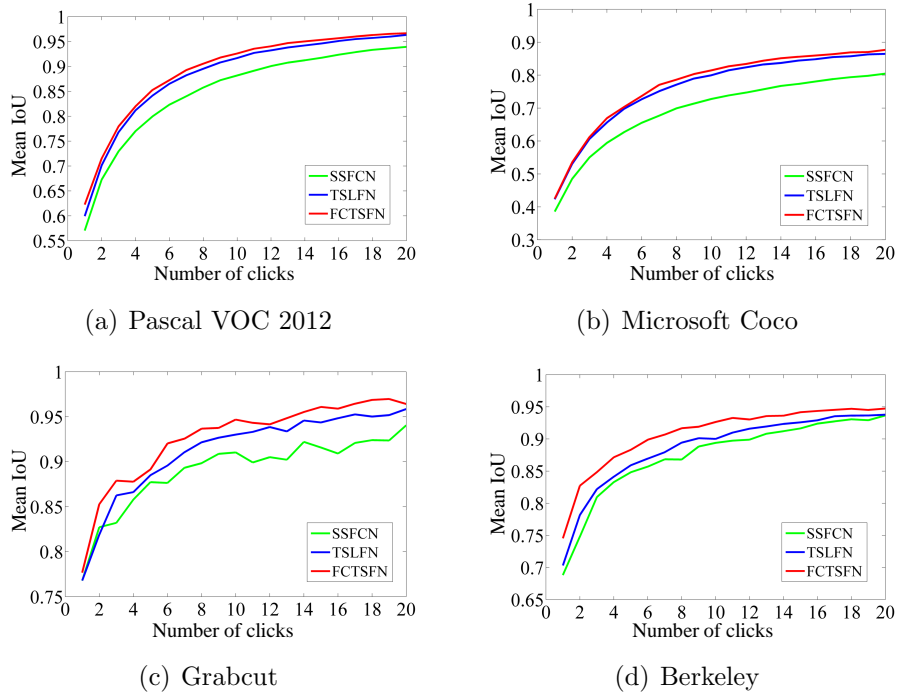 1
0.95
0.9
0.85
0.8
0.75
0.7
0.65
0.6
0.55
Mean IoU
SSFCN
TSLFN
FCTSFN
0 2 4 6 8 10 12 14 16 18 20
Number of clicks
(a) Pascal VOC 2012
1
0.9
0.8
0.7
0.6
0.5
0.4
0.3
Mean IoU
SSFCN
TSLFN
FCTSFN
0 2 4 6 8 10 12 14 16 18 20
Number of clicks
(b) Microsoft Coco
1
0.95
0.9
0.85
0.8
0.75
Mean IoU
SSFCN
TSLFN
FCTSFN
0 2 4 6 8 10 12 14 16 18 20
Number of clicks
(c) Grabcut
1
0.95
0.9
0.85
0.8
0.75
0.7
0.65
Mean IoU
SSFCN
TSLFN
FCTSFN
0 2 4 6 8 10 12 14 16 18 20
Number of clicks
(d) Berkeley